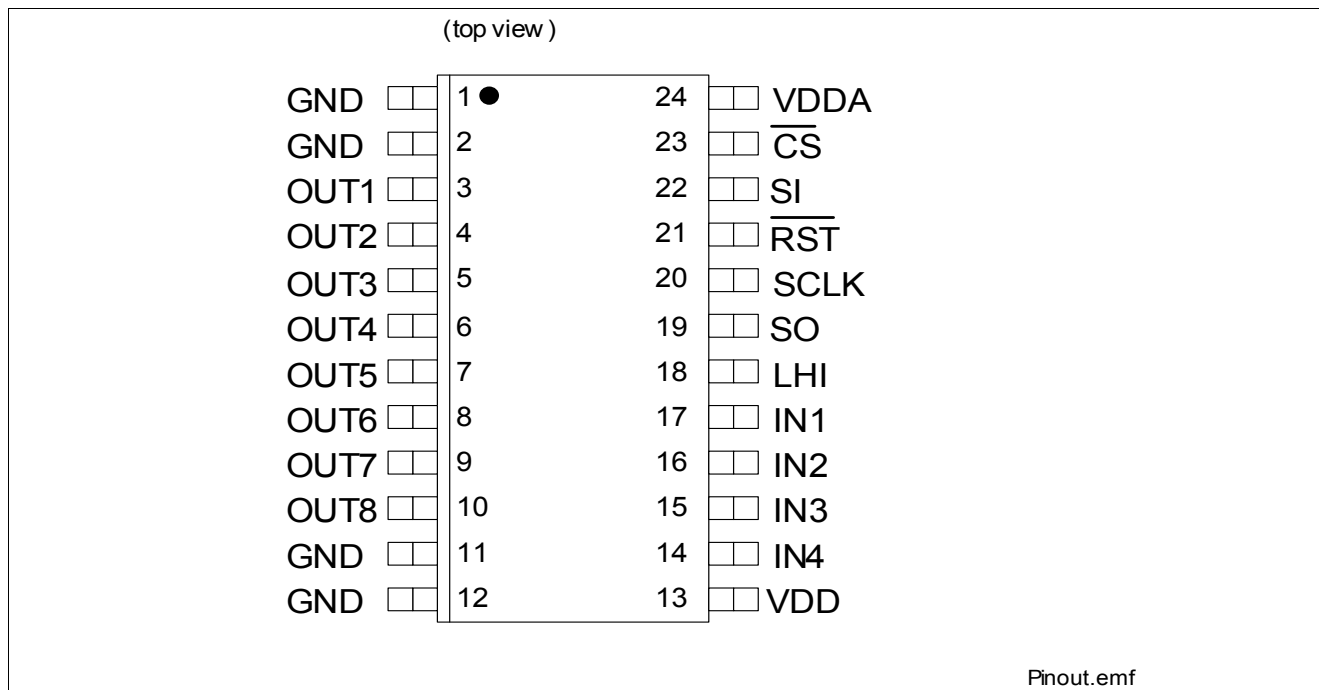 (top view)
GND 1 24 VDDA
GND 2 23 C̅S̅
OUT1 3 22 SI
OUT2 4 21 R̅S̅T̅
OUT3 5 20 SCLK
OUT4 6 19 SO
OUT5 7 18 LHI
OUT6 8 17 IN1
OUT7 9 16 IN2
OUT8 10 15 IN3
GND 11 14 IN4
GND 12 13 VDD
Pinout.emf